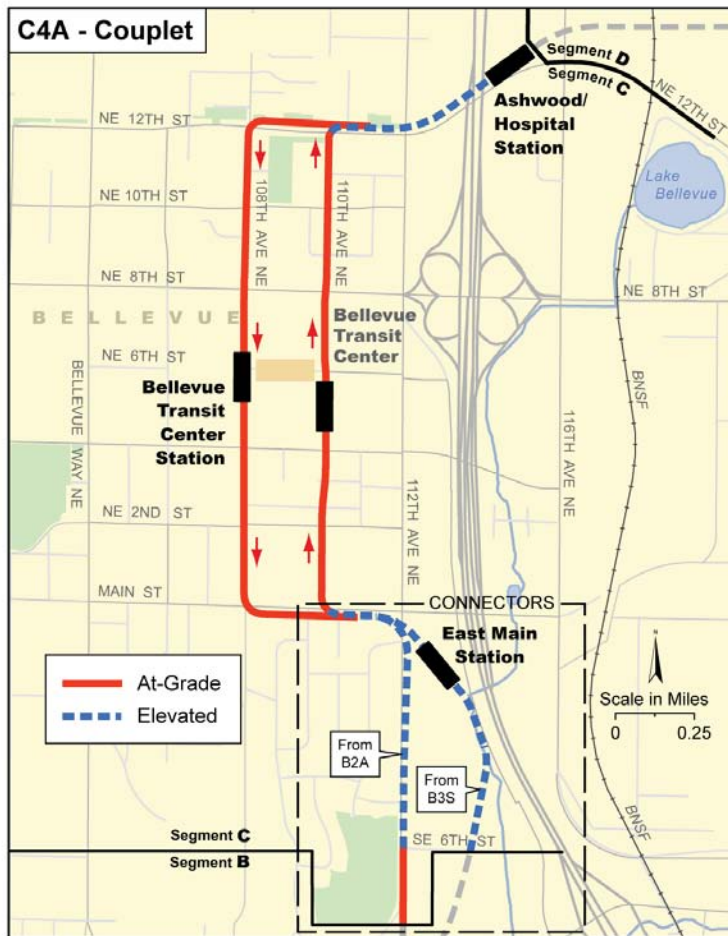 C4A - Couplet
Segment D
Segment C
NE 12TH ST
Ashwood/
Hospital
Station
NE 12TH ST
Lake
Bellevue
NE 10TH ST
108TH AVE NE
110TH AVE NE
NE 8TH ST
NE 8TH ST
BELLEVUE
Bellevue
Transit
Center
NE 6TH ST
BELLEVUE WAY NE
Bellevue
Transit
Center
Station
BNSF
116TH AVE NE
112TH AVE NE
NE 2ND ST
MAIN ST
CONNECTORS
East Main
Station
At-Grade
Elevated
N
Scale in Miles
0 0.25
From
B2A
From
B3S
BNSF
Segment C
Segment B
SE 6TH ST